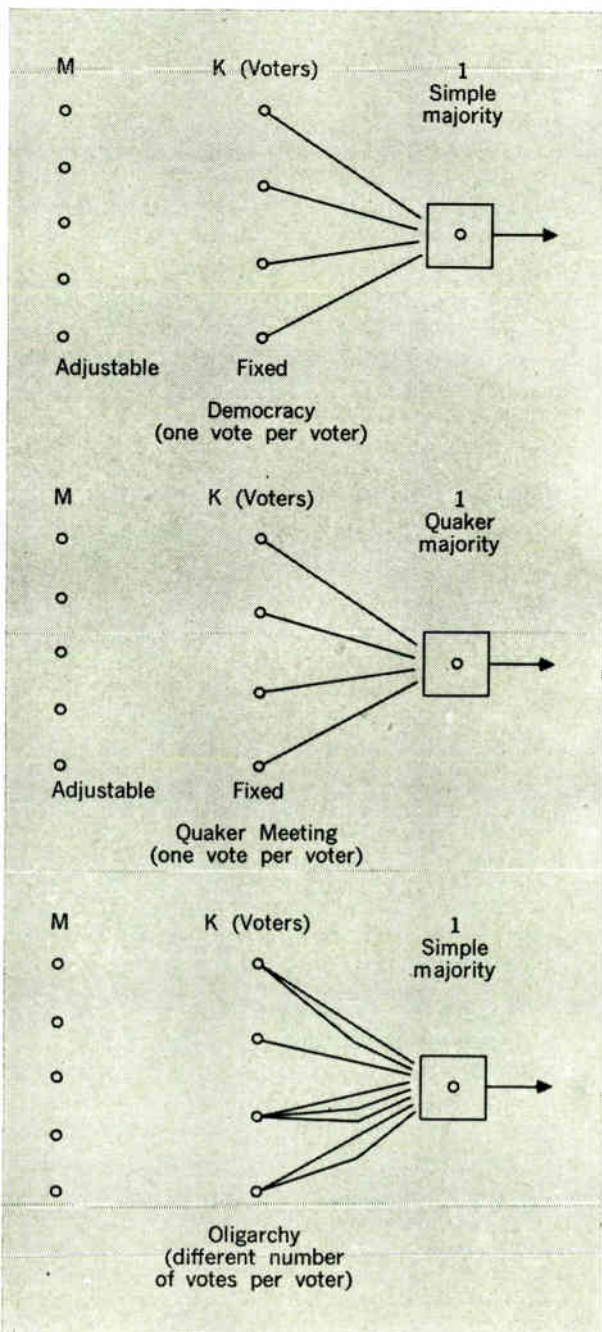 M K (Voters) 1
Simple
majority
Adjustable Fixed
Democracy
(one vote per voter)
M K (Voters) 1
Quaker
majority
Adjustable Fixed
Quaker Meeting
(one vote per voter)
M K (Voters) 1
Simple
majority
Oligarchy
(different number
of votes per voter)